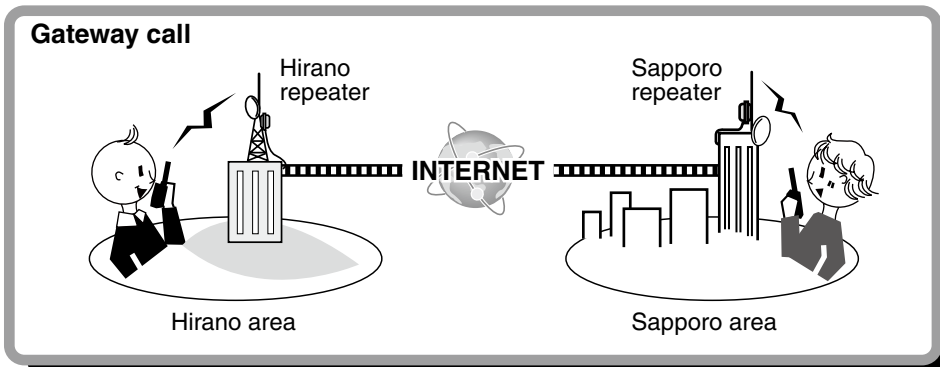 Gateway call
Hirano
repeater
Sapporo
repeater
INTERNET
Hirano area
Sapporo area